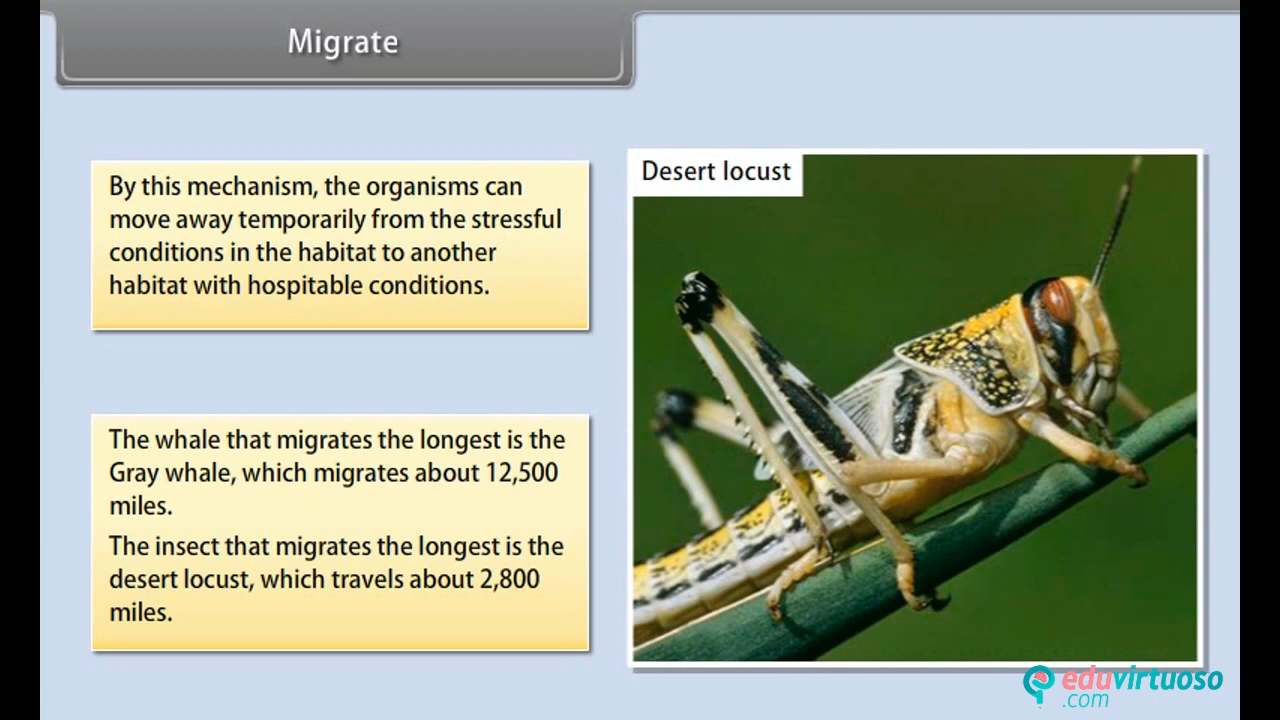 Migrate
By this mechanism, the organisms can
move away temporarily from the stressful
conditions in the habitat to another
habitat with hospitable conditions.
The whale that migrates the longest is the
Gray whale, which migrates about 12,500
miles.
The insect that migrates the longest is the
desert locust, which travels about 2,800
miles.
Desert locust
eduvirtuoso
.com